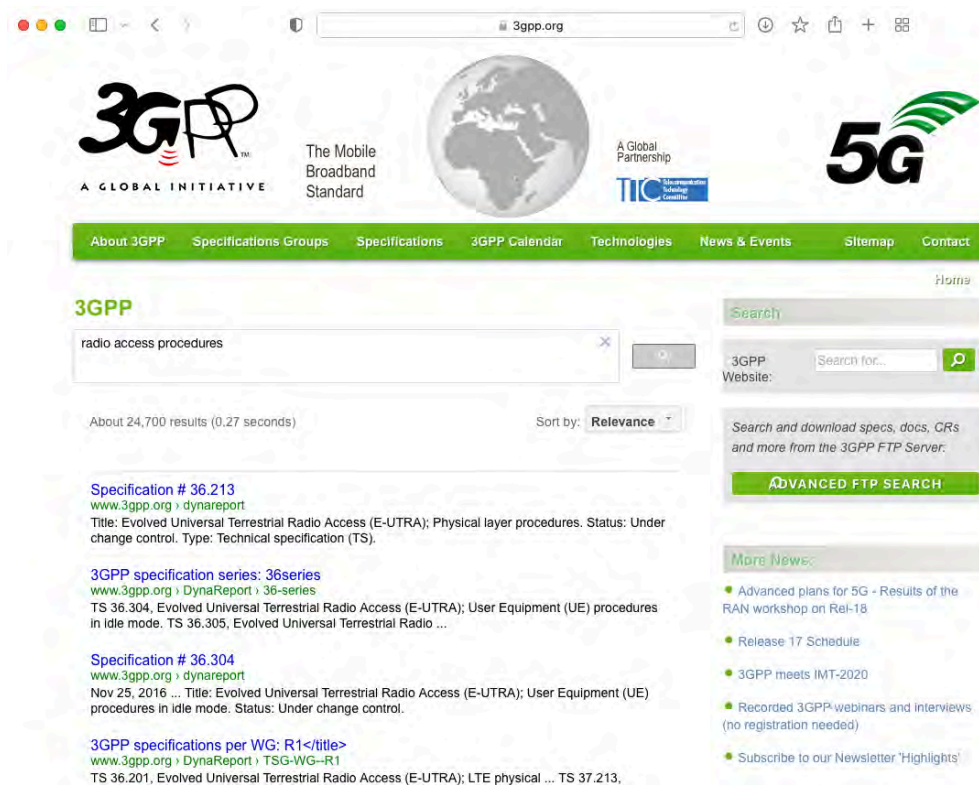 3gpp.org
3GPP TM
A GLOBAL INITIATIVE
The Mobile
Broadband
Standard
A Global
Partnership
TTC Telecommunication
Technology
Committee
5G
About 3GPP Specifications Groups Specifications 3GPP Calendar Technologies News & Events Sitemap Contact
Home
3GPP
radio access procedures
About 24,700 results (0.27 seconds)
Sort by: Relevance
Specification # 36.213
www.3gpp.org › dynareport
Title: Evolved Universal Terrestrial Radio Access (E-UTRA); Physical layer procedures. Status: Under
change control. Type: Technical specification (TS).
3GPP specification series: 36series
www.3gpp.org › DynaReport › 36-series
TS 36.304, Evolved Universal Terrestrial Radio Access (E-UTRA); User Equipment (UE) procedures
in idle mode. TS 36.305, Evolved Universal Terrestrial Radio ...
Specification # 36.304
www.3gpp.org › dynareport
Nov 25, 2016 ... Title: Evolved Universal Terrestrial Radio Access (E-UTRA); User Equipment (UE)
procedures in idle mode. Status: Under change control.
3GPP specifications per WG: R1</title>
www.3gpp.org › DynaReport › TSG-WG--R1
TS 36.201, Evolved Universal Terrestrial Radio Access (E-UTRA); LTE physical ... TS 37.213,
Search
3GPP
Website:
Search for...
Search and download specs, docs, CRs
and more from the 3GPP FTP Server.
ADVANCED FTP SEARCH
More News:
Advanced plans for 5G - Results of the
RAN workshop on Rel-18
Release 17 Schedule
3GPP meets IMT-2020
Recorded 3GPP webinars and interviews
(no registration needed)
Subscribe to our Newsletter 'Highlights'